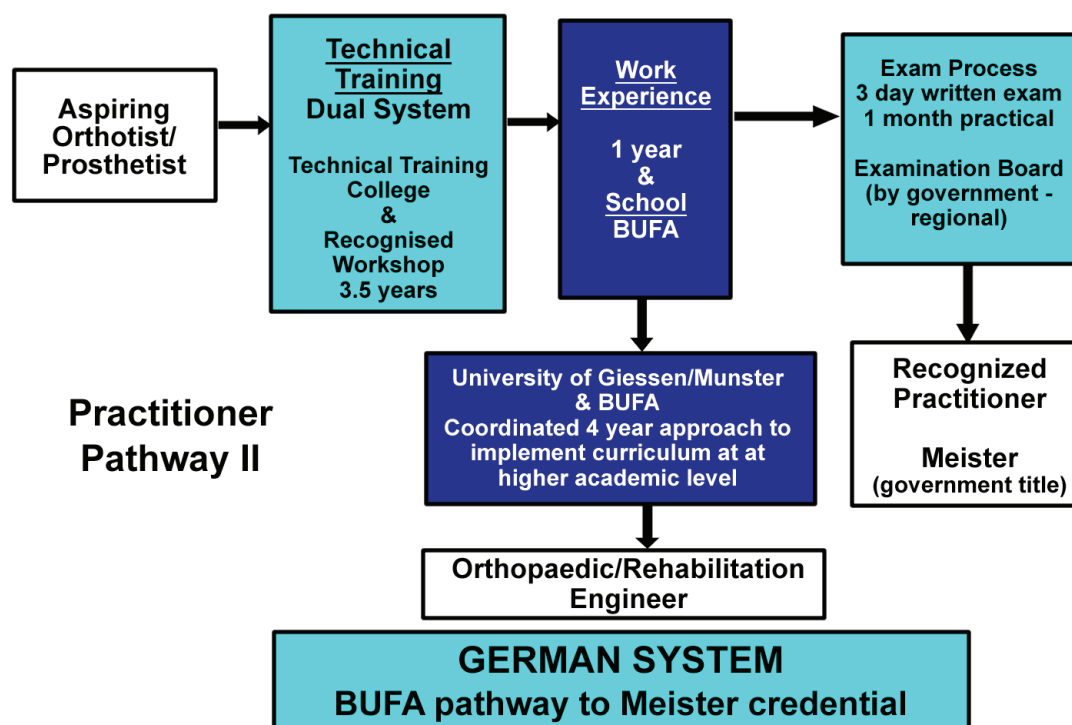 Aspiring
Orthotist/
Prosthetist
Technical
Training
Dual System
Technical Training
College
&
Recognised
Workshop
3.5 years
Work
Experience
1 year
&
School
BUFA
Exam Process
3 day written exam
1 month practical
Examination Board
(by government -
regional)
Recognized
Practitioner
Meister
(government title)
University of Giessen/Munster
& BUFA
Coordinated 4 year approach to
implement curriculum at at
higher academic level
Practitioner
Pathway II
Orthopaedic/Rehabilitation
Engineer
GERMAN SYSTEM
BUFA pathway to Meister credential